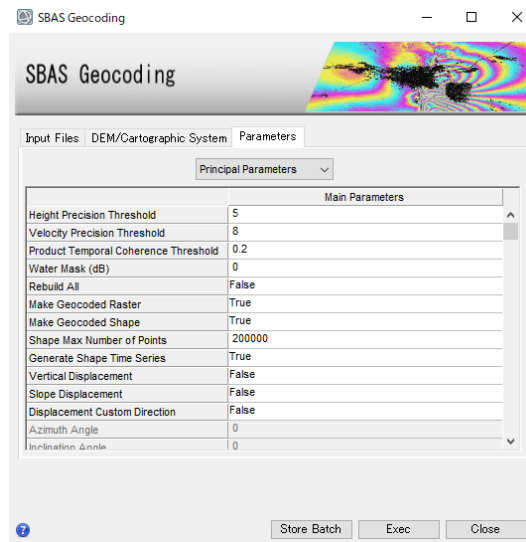 SBAS Geocoding
SBAS Geocoding
Input Files DEM/Cartographic System Parameters
Principal Parameters
Main Parameters
Height Precision Threshold 5
Velocity Precision Threshold 8
Product Temporal Coherence Threshold 0.2
Water Mask (dB) 0
Rebuild All False
Make Geocoded Raster True
Make Geocoded Shape True
Shape Max Number of Points 200000
Generate Shape Time Series True
Vertical Displacement False
Slope Displacement False
Displacement Custom Direction False
Azimuth Angle 0
Inclination Angle 0
Store Batch Exec Close